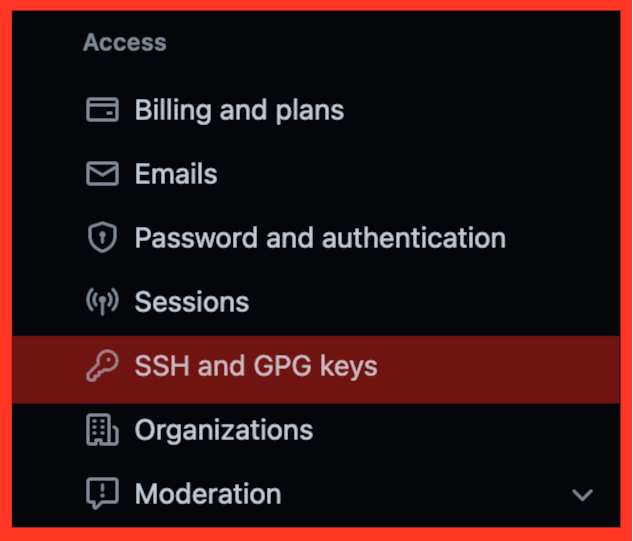 Access
Billing and plans
Emails
Password and authentication
Sessions
SSH and GPG keys
Organizations
Moderation